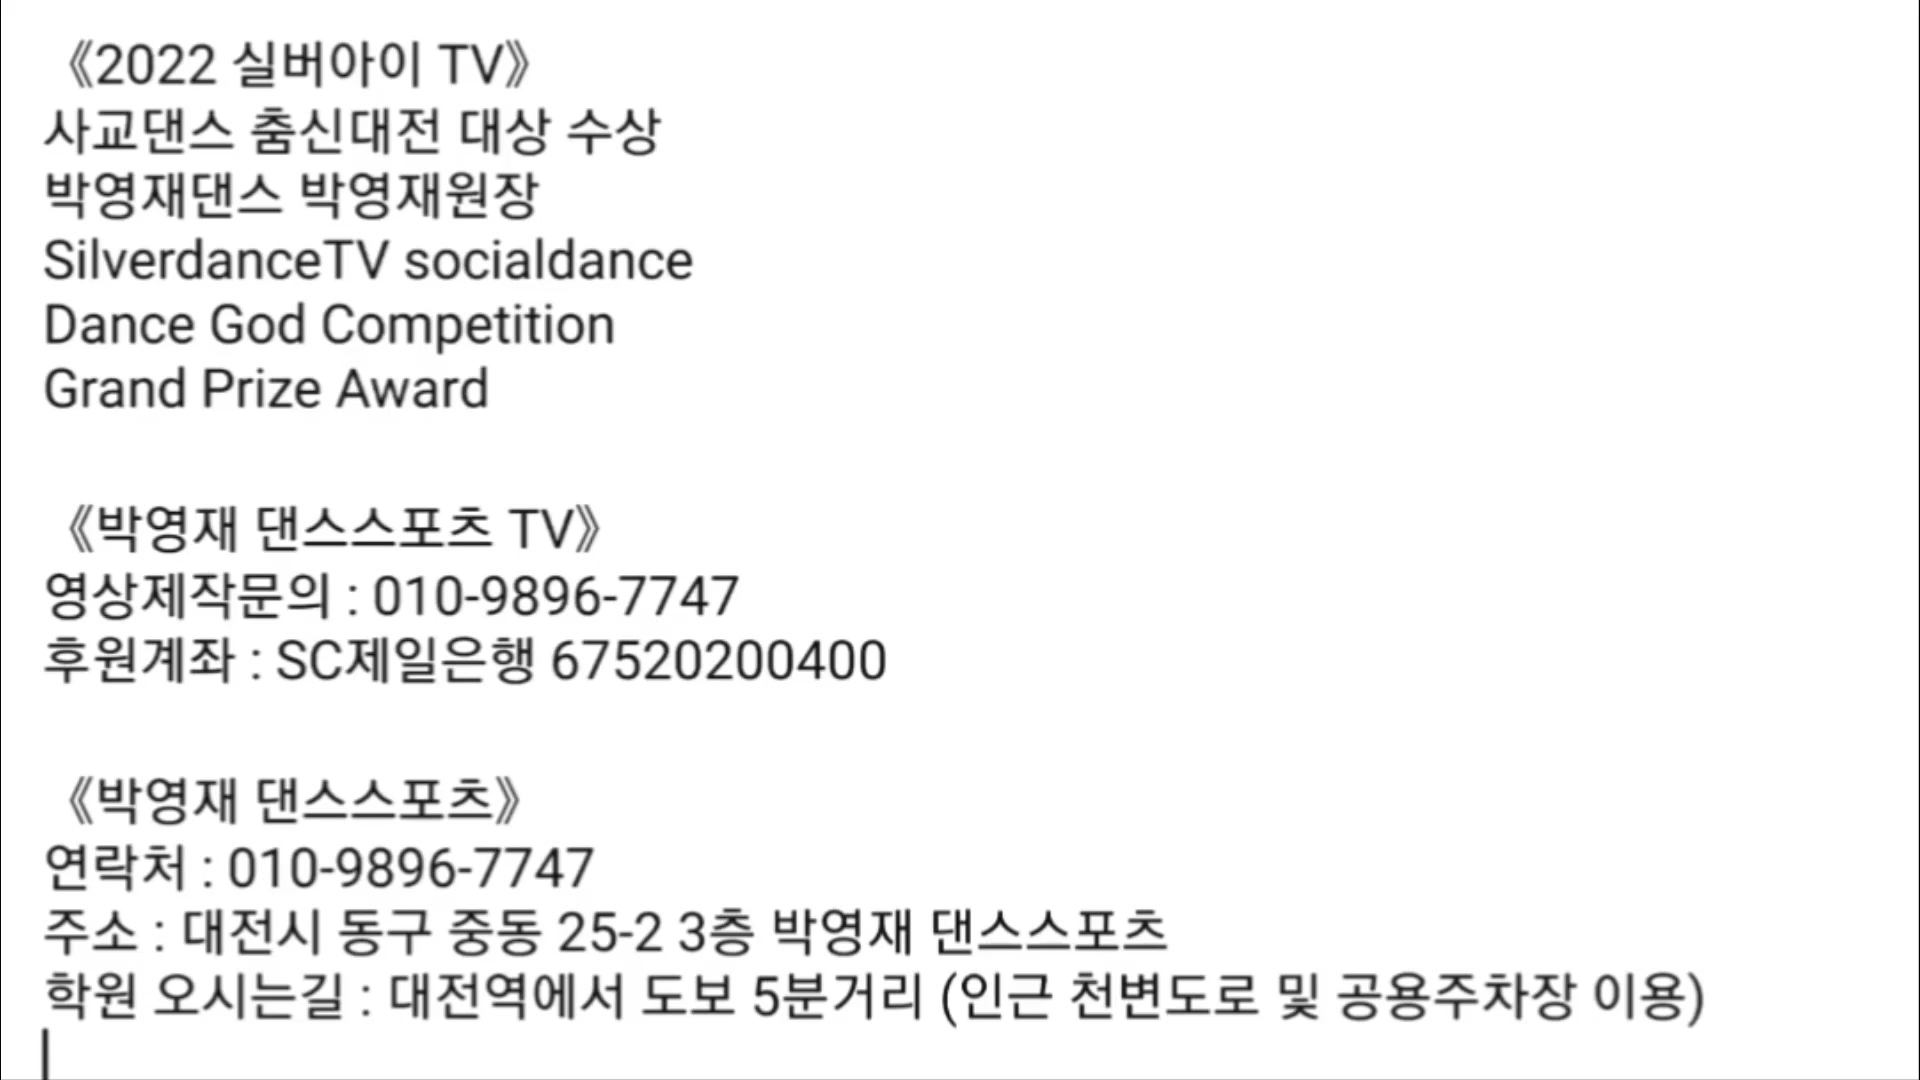 《2022 실버아이 TV》
사교댄스 춤신대전 대상 수상
박영재댄스 박영재원장
SilverdanceTV socialdance
Dance God Competition
Grand Prize Award
《박영재 댄스스포츠 TV》
영상제작문의 : 010-9896-7747
후원계좌 : SC제일은행 67520200400
《박영재 댄스스포츠》
연락처 : 010-9896-7747
주소 : 대전시 동구 중동 25-2 3층 박영재 댄스스포츠
학원 오시는길 : 대전역에서 도보 5분거리 (인근 천변도로 및 공용주차장 이용)